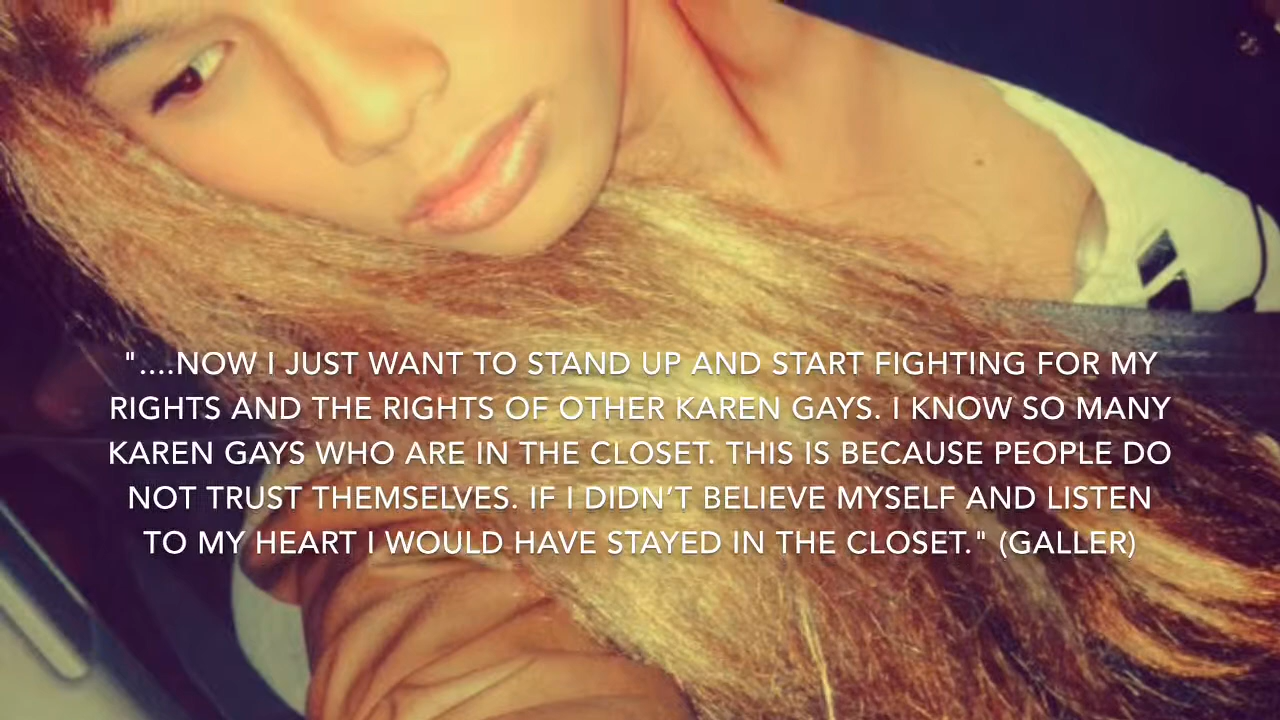 "....NOW I JUST WANT TO STAND UP AND START FIGHTING FOR MY
RIGHTS AND THE RIGHTS OF OTHER KAREN GAYS. I KNOW SO MANY
KAREN GAYS WHO ARE IN THE CLOSET. THIS IS BECAUSE PEOPLE DO
NOT TRUST THEMSELVES. IF I DIDN’T BELIEVE MYSELF AND LISTEN
TO MY HEART I WOULD HAVE STAYED IN THE CLOSET." (GALLER)